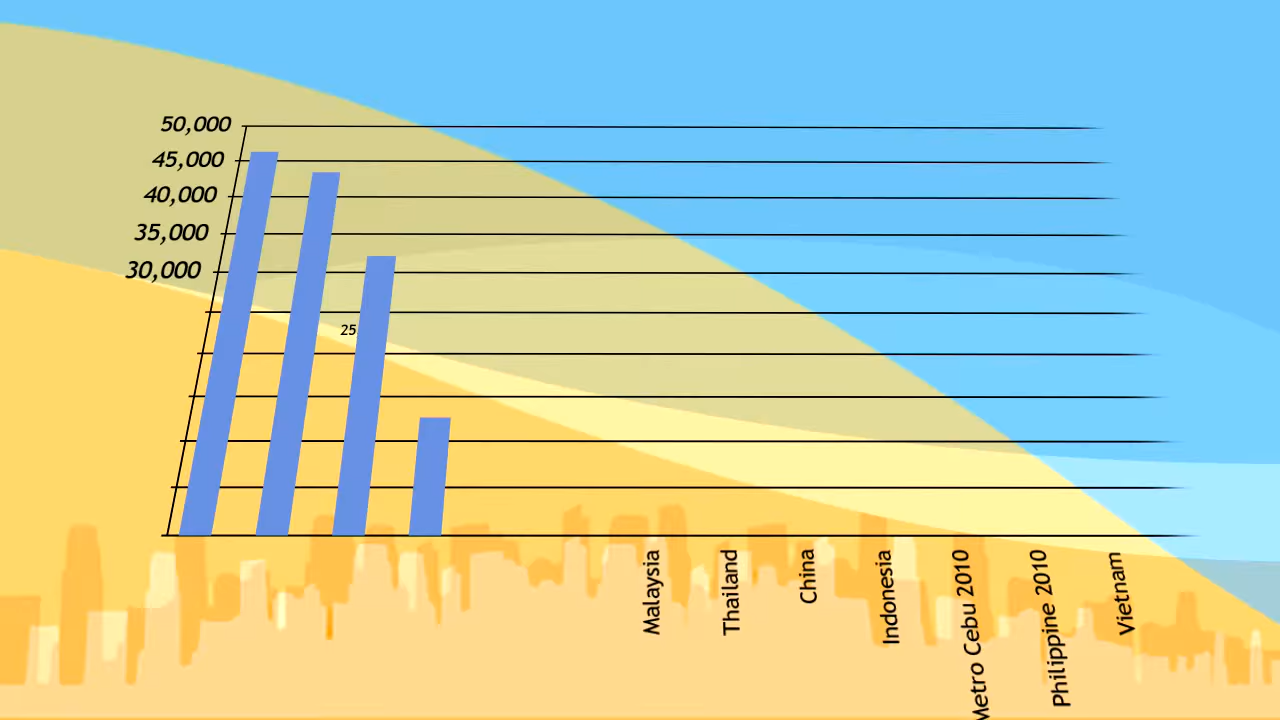 50,000
45,000
40,000
35,000
30,000
25
Malaysia
Thailand
China
Indonesia
Metro Cebu 2010
Philippine 2010
Vietnam